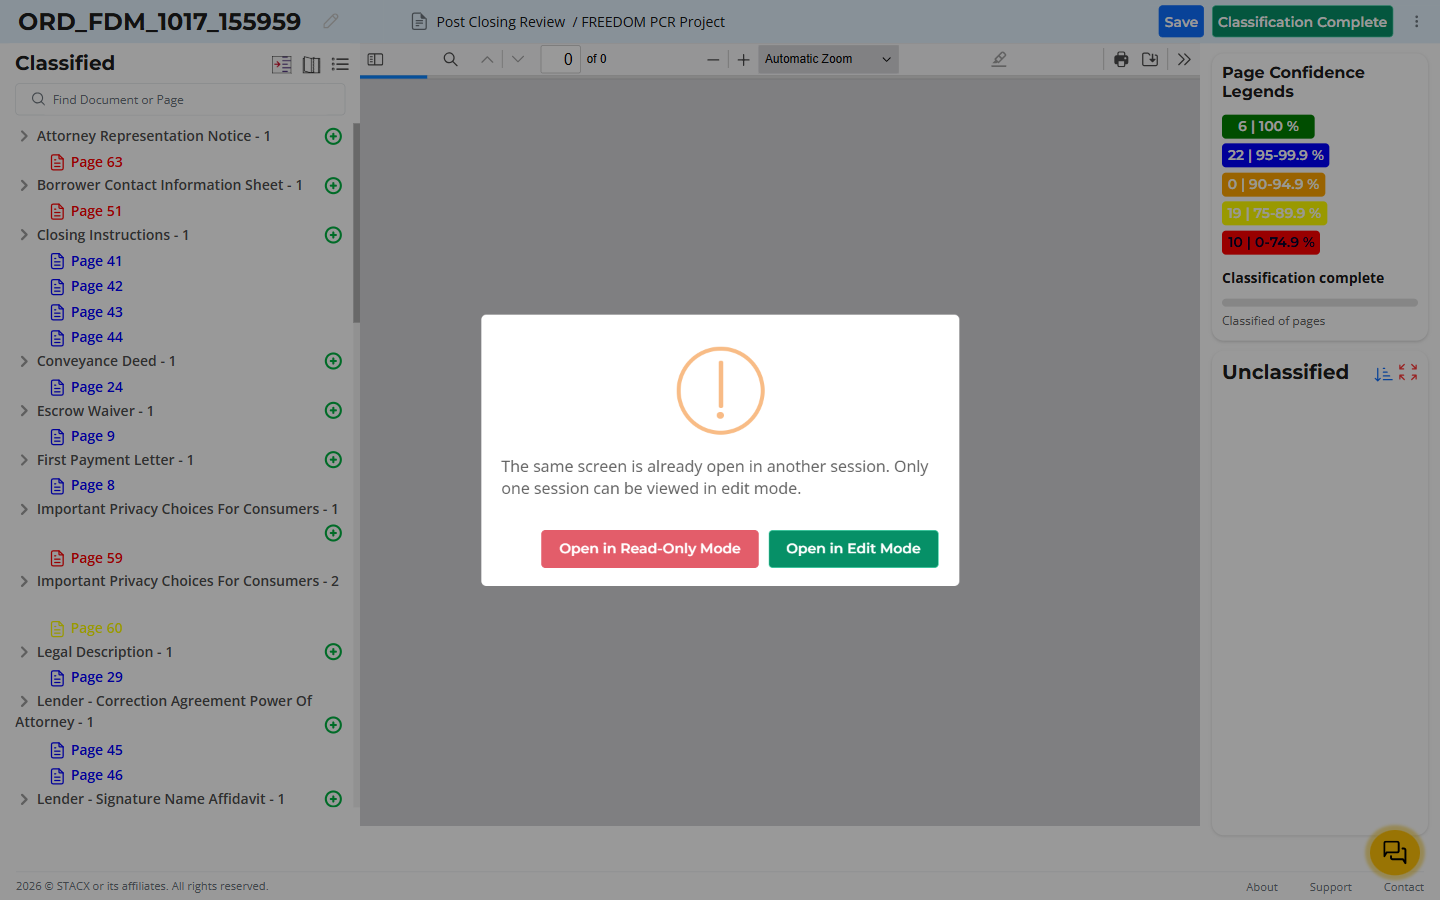 ORD_FDM_1017_155959
Post Closing Review / FREEDOM PCR Project
Save
Classification Complete
Classified
Find Document or Page
Attorney Representation Notice - 1
Page 63
Borrower Contact Information Sheet - 1
Page 51
Closing Instructions - 1
Page 41
Page 42
Page 43
Page 44
Conveyance Deed - 1
Page 24
Escrow Waiver - 1
Page 9
First Payment Letter - 1
Page 8
Important Privacy Choices For Consumers - 1
Page 59
Important Privacy Choices For Consumers - 2
Page 60
Legal Description - 1
Page 29
Lender - Correction Agreement Power Of
Attorney - 1
Page 45
Page 46
Lender - Signature Name Affidavit - 1
0 of 0
Automatic Zoom
The same screen is already open in another session. Only
one session can be viewed in edit mode.
Open in Read-Only Mode
Open in Edit Mode
Page Confidence
Legends
6 | 100 %
22 | 95-99.9 %
0 | 90-94.9 %
19 | 75-89.9 %
10 | 0-74.9 %
Classification complete
Classified of pages
Unclassified
2026 © STACX or its affiliates. All rights reserved.
About
Support
Contact